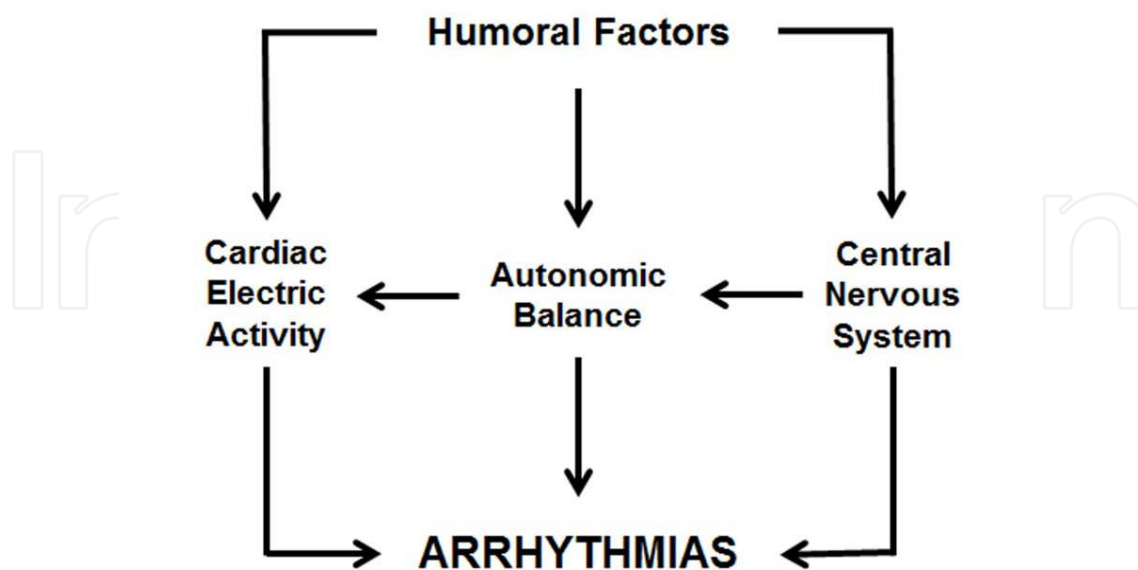 Humoral Factors
Cardiac
Electric
Activity
Autonomic
Balance
Central
Nervous
System
ARRHYTHMIAS